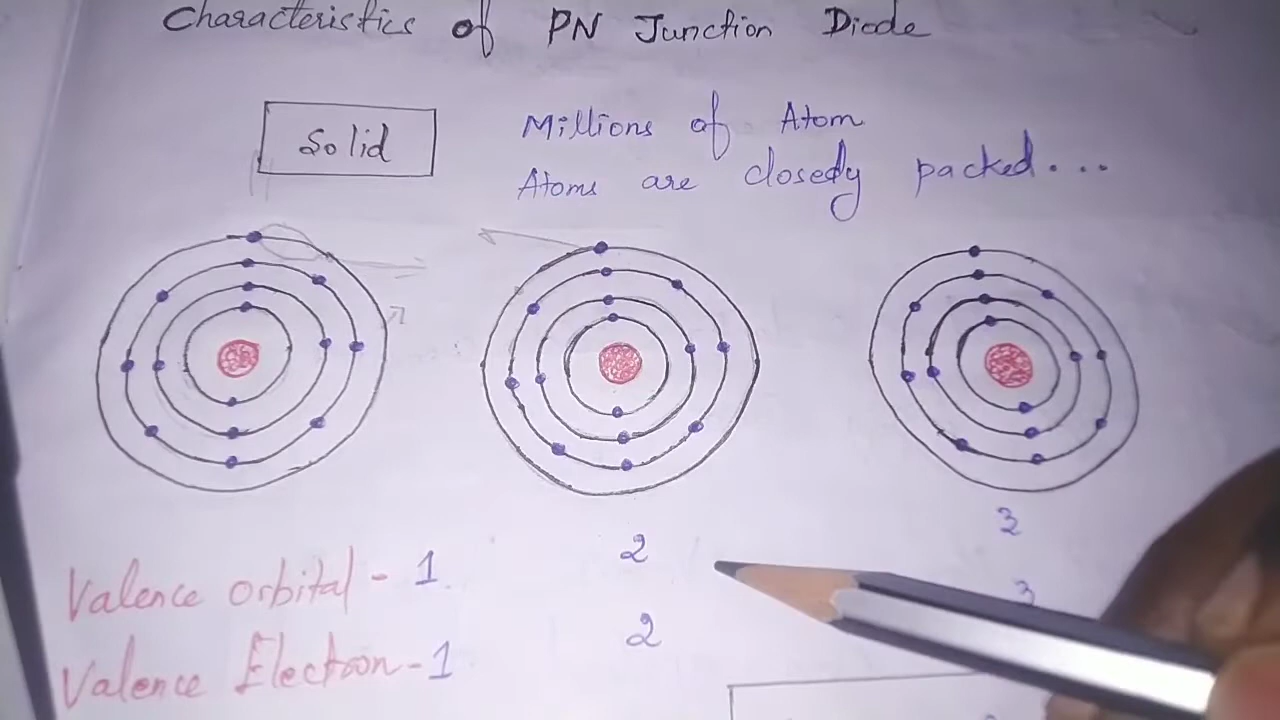 Characteristics of PN Junction Diode
Solid
Millions of Atom
Atoms are closedly packed....
Valence orbital - 1 2 3
Valence Electron - 1 2 3